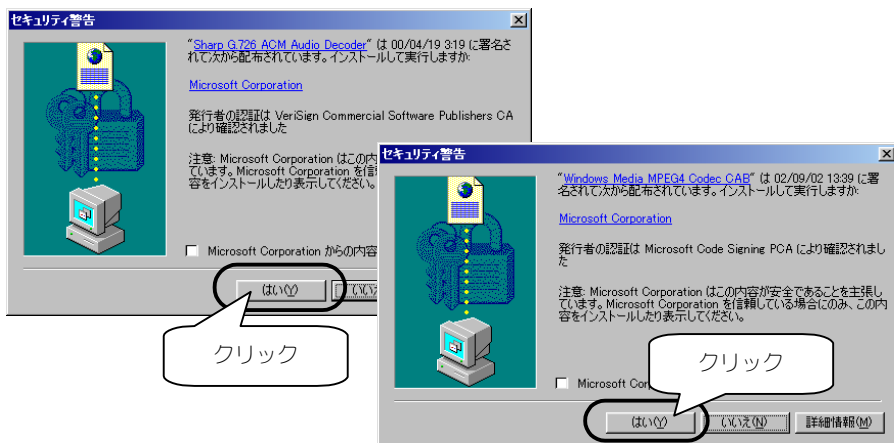 セキュリティ警告
"Sharp G.726 ACM Audio Decoder" は 00/04/19 3:19 に署名さ
れて次から配布されています。インストールして実行しますか:
Microsoft Corporation
発行者の認証は VeriSign Commercial Software Publishers CA
により確認されました
注意: Microsoft Corporation はこの内
ています。Microsoft Corporation を信
容をインストールしたり表示してください。
Microsoft Corporation からの内容
はい(Y)
いいえ
クリック
セキュリティ警告
"Windows Media MPEG4 Codec CAB" は 02/09/02 13:39 に署
名されて次から配布されています。インストールして実行しますか:
Microsoft Corporation
発行者の認証は Microsoft Code Signing PCA により確認されまし
た
注意: Microsoft Corporation はこの内容が安全であることを主張し
ています。Microsoft Corporation を信頼している場合にのみ、この内
容をインストールしたり表示してください。
Microsoft
クリック
はい(Y)
いいえ(N)
詳細情報(M)